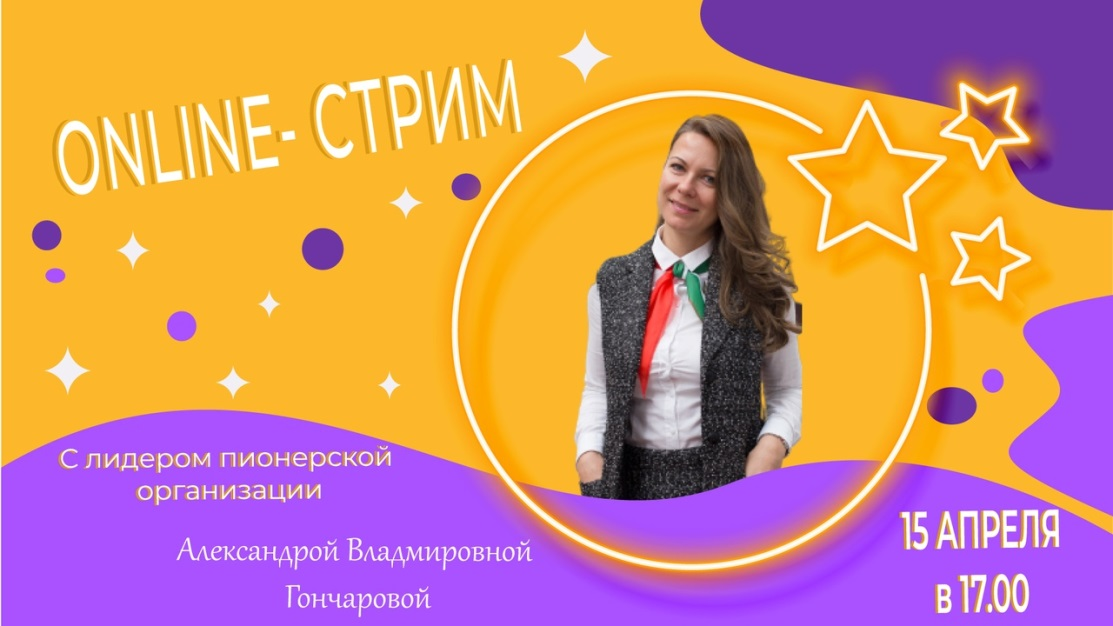 ONLINE- СТРИМ
С лидером пионерской
организации
Александрой Владмировной
Гончаровой
15 АПРЕЛЯ
в 17.00